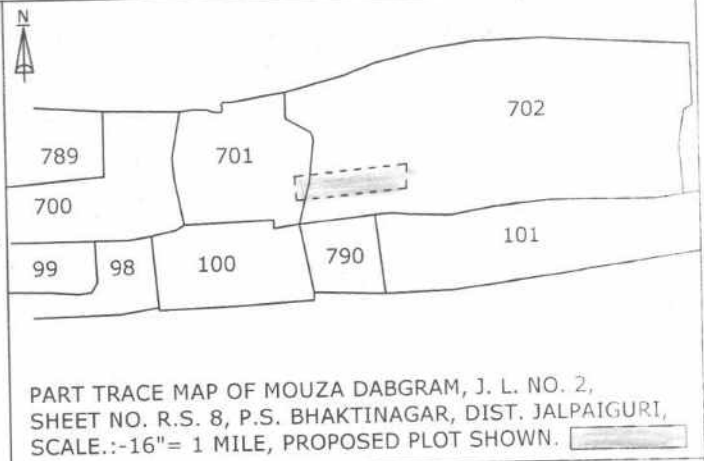 N
702
789
701
700
790
101
99
98
100
PART TRACE MAP OF MOUZA DABGRAM, J. L. NO. 2,
SHEET NO. R.S. 8, P.S. BHAKTINAGAR, DIST. JALPAIGURI,
SCALE.:-16"= 1 MILE, PROPOSED PLOT SHOWN.